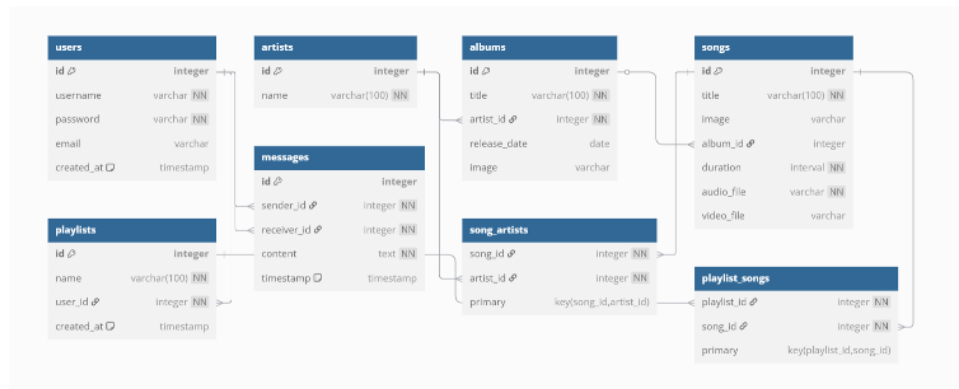 users
id integer
username varchar NN
password varchar NN
email varchar
created_at timestamp
artists
id integer
name varchar(100) NN
albums
id integer
title varchar(100) NN
artist_id integer NN
release_date date
image varchar
songs
id integer
title varchar(100) NN
image varchar
album_id integer
duration interval NN
audio_file varchar NN
video_file varchar
messages
id integer
sender_id integer NN
receiver_id integer NN
content text NN
timestamp timestamp
playlists
id integer
name varchar(100) NN
user_id integer NN
created_at timestamp
song_artists
song_id integer NN
artist_id integer NN
primary key(song_id,artist_id)
playlist_songs
playlist_id integer NN
song_id integer NN
primary key(playlist_id,song_id)